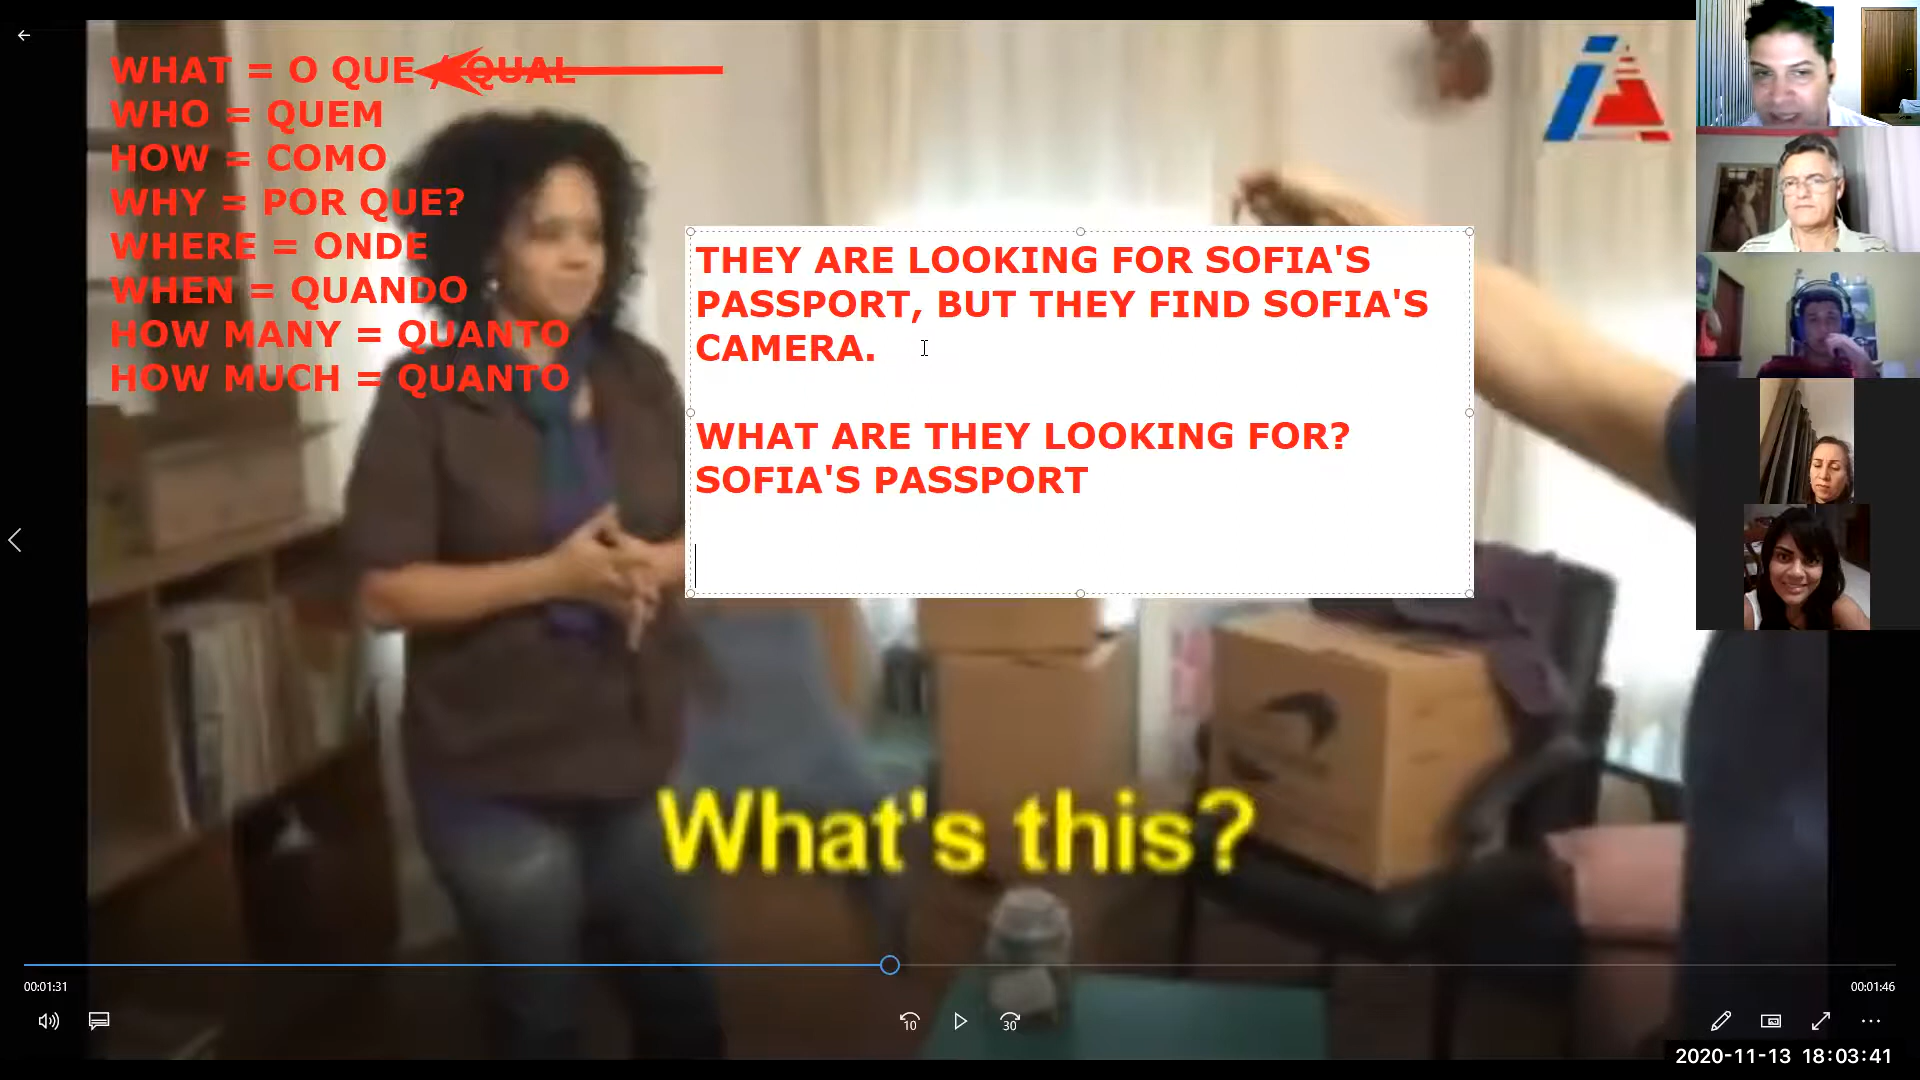 WHAT = O QUE / QUAL
WHO = QUEM
HOW = COMO
WHY = POR QUE?
WHERE = ONDE
WHEN = QUANDO
HOW MANY = QUANTO
HOW MUCH = QUANTO
THEY ARE LOOKING FOR SOFIA'S
PASSPORT, BUT THEY FIND SOFIA'S
CAMERA.
WHAT ARE THEY LOOKING FOR?
SOFIA'S PASSPORT
What's this?
00:01:31
00:01:46
10
30
2020-11-13 18:03:41